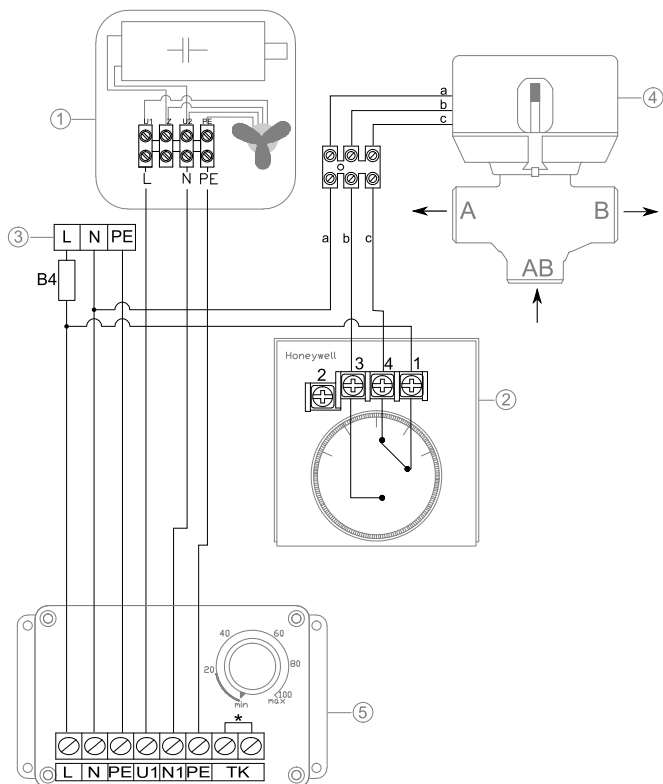 U1 Z U2 PE
L N PE
1
a
b
c
4
A B
AB
3
L N PE
B4
a b c
Honeywell
2 3 4 1
2
40 60
20 80
min max 100
*
5
L N PE U1 N1 PE TK